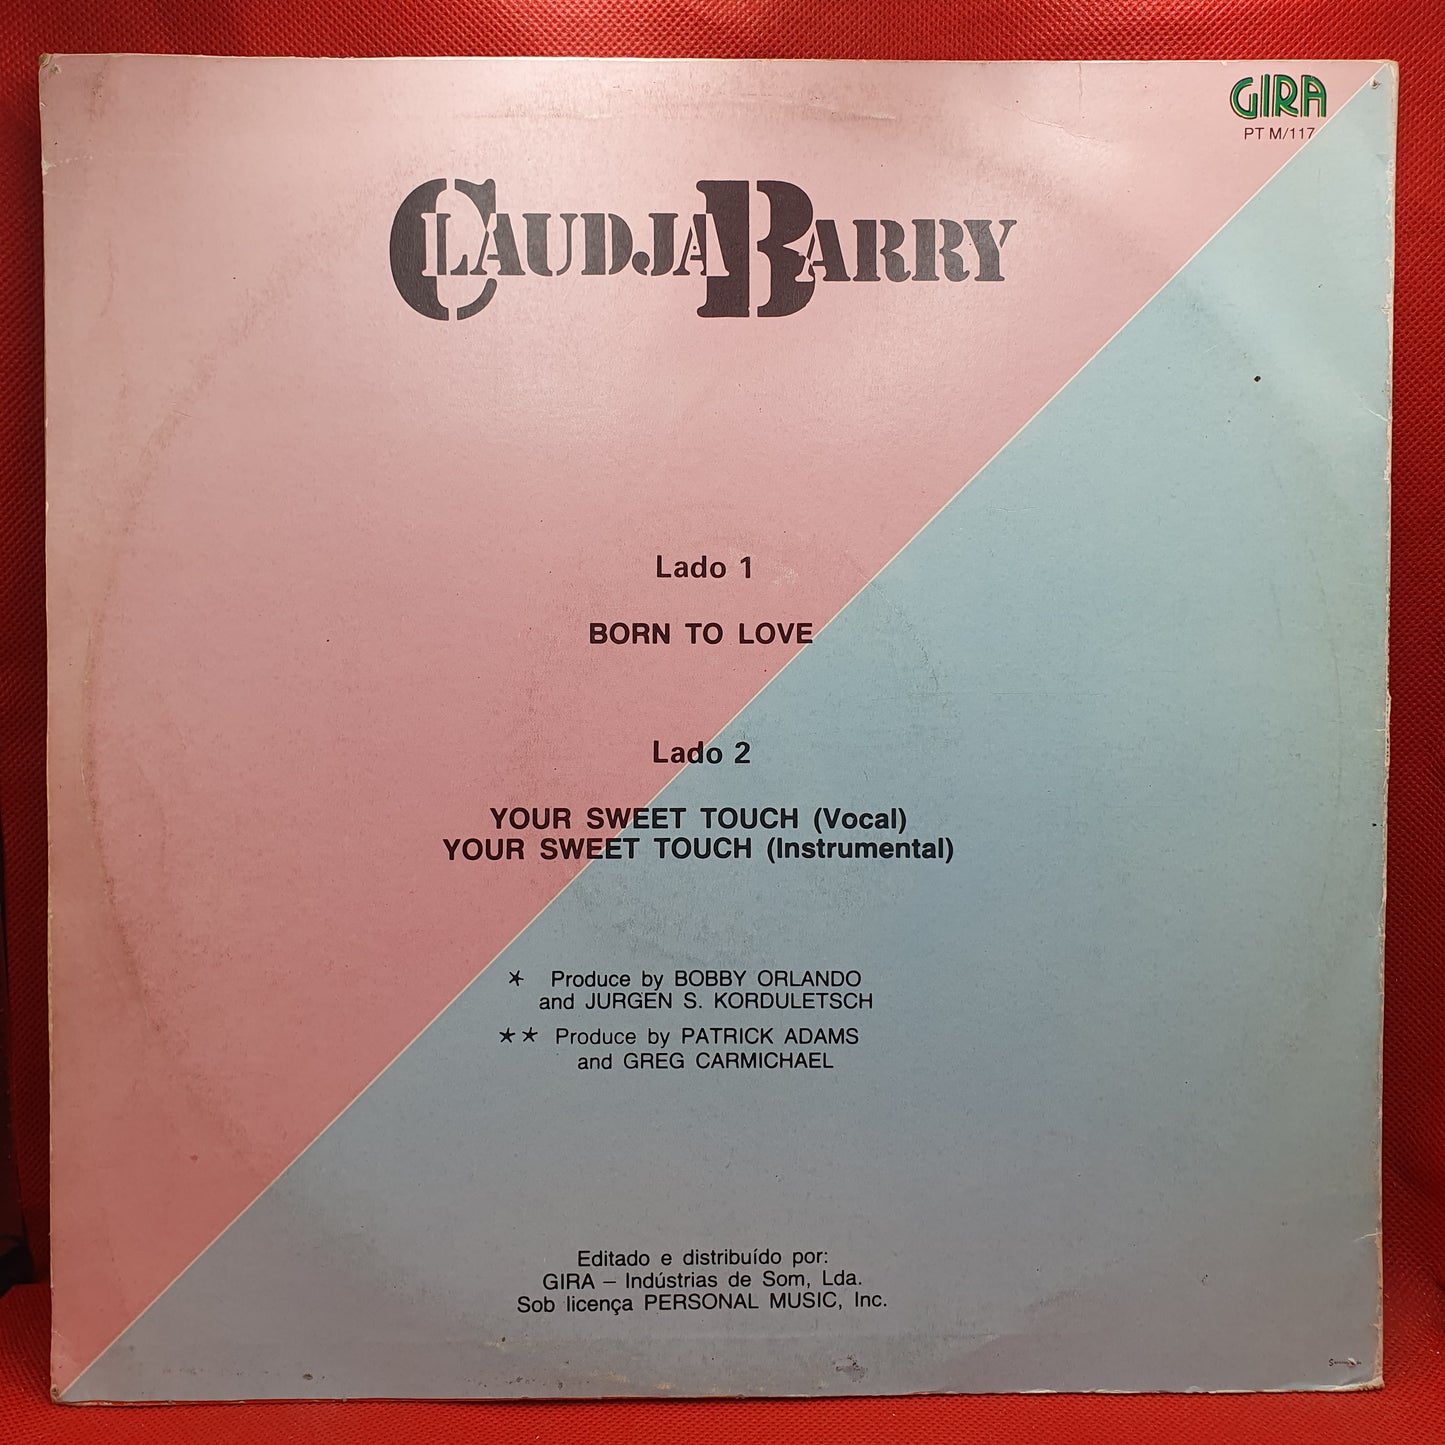 GIRA
PT M/117
CLAUDJA BARRY
Lado 1
BORN TO LOVE
Lado 2
YOUR SWEET TOUCH (Vocal)
YOUR SWEET TOUCH (Instrumental)
* Produce by BOBBY ORLANDO
and JURGEN S. KORDULETSCH
** Produce by PATRICK ADAMS
and GREG CARMICHAEL
Editado e distribuído por:
GIRA – Indústrias de Som, Lda.
Sob licença PERSONAL MUSIC, Inc.